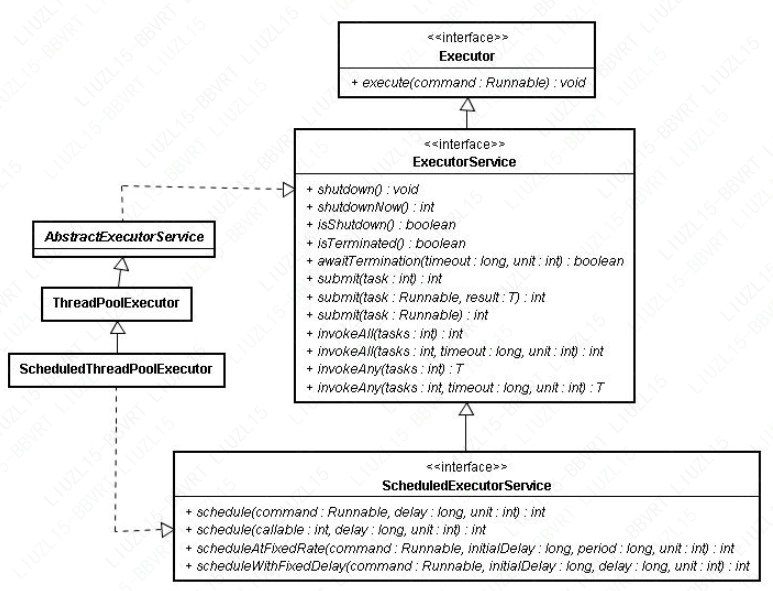 <<interface>>
Executor
+ execute(command : Runnable) : void
<<interface>>
ExecutorService
+ shutdown() : void
+ shutdownNow() : int
+ isShutdown() : boolean
+ isTerminated() : boolean
+ awaitTermination(timeout : long, unit : int) : boolean
+ submit(task : int) : int
+ submit(task : Runnable, result : T) : int
+ submit(task : Runnable) : int
+ invokeAll(tasks : int) : int
+ invokeAll(tasks : int, timeout : long, unit : int) : int
+ invokeAny(tasks : int) : T
+ invokeAny(tasks : int, timeout : long, unit : int) : T
AbstractExecutorService
ThreadPoolExecutor
ScheduledThreadPoolExecutor
<<interface>>
ScheduledExecutorService
+ schedule(command : Runnable, delay : long, unit : int) : int
+ schedule(callable : int, delay : long, unit : int) : int
+ scheduleAtFixedRate(command : Runnable, initialDelay : long, period : long, unit : int) : int
+ scheduleWithFixedDelay(command : Runnable, initialDelay : long, delay : long, unit : int) : int
LIUZL15-BBVRT